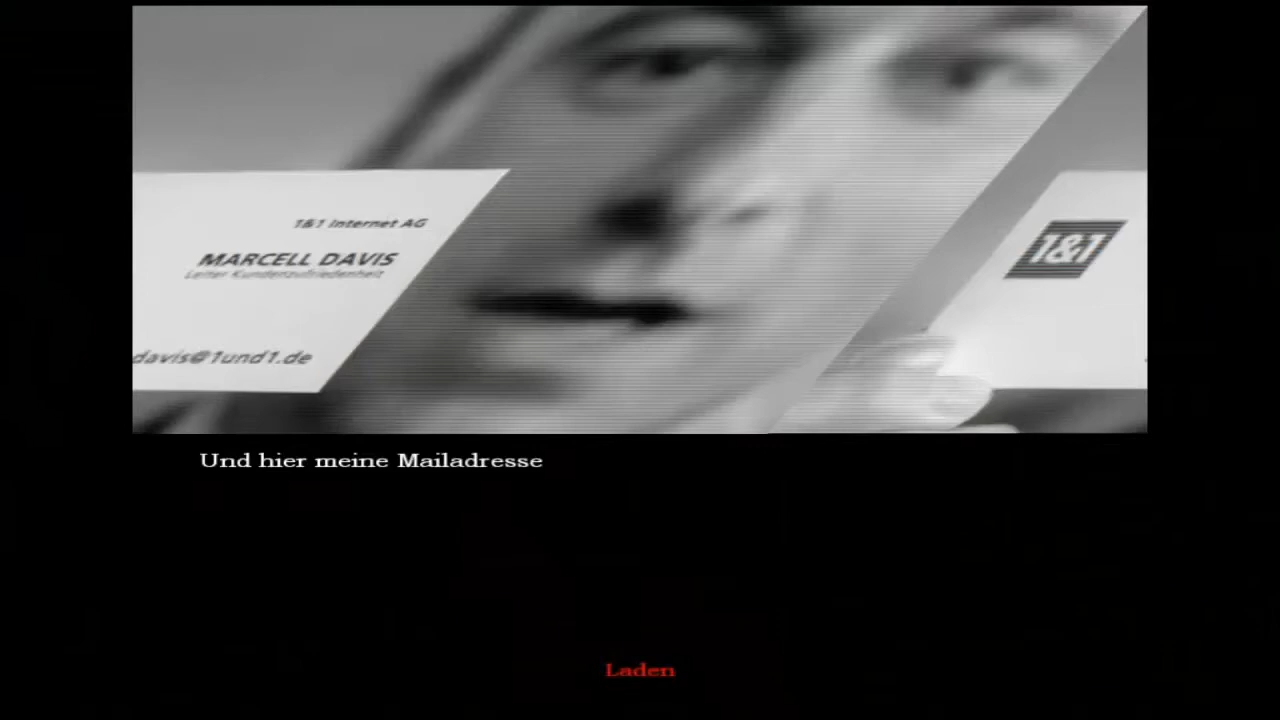 1&1 Internet AG
MARCELL DAVIS
Leiter Kundenzufriedenheit
davis@1und1.de
1&1
Und hier meine Mailadresse
Laden